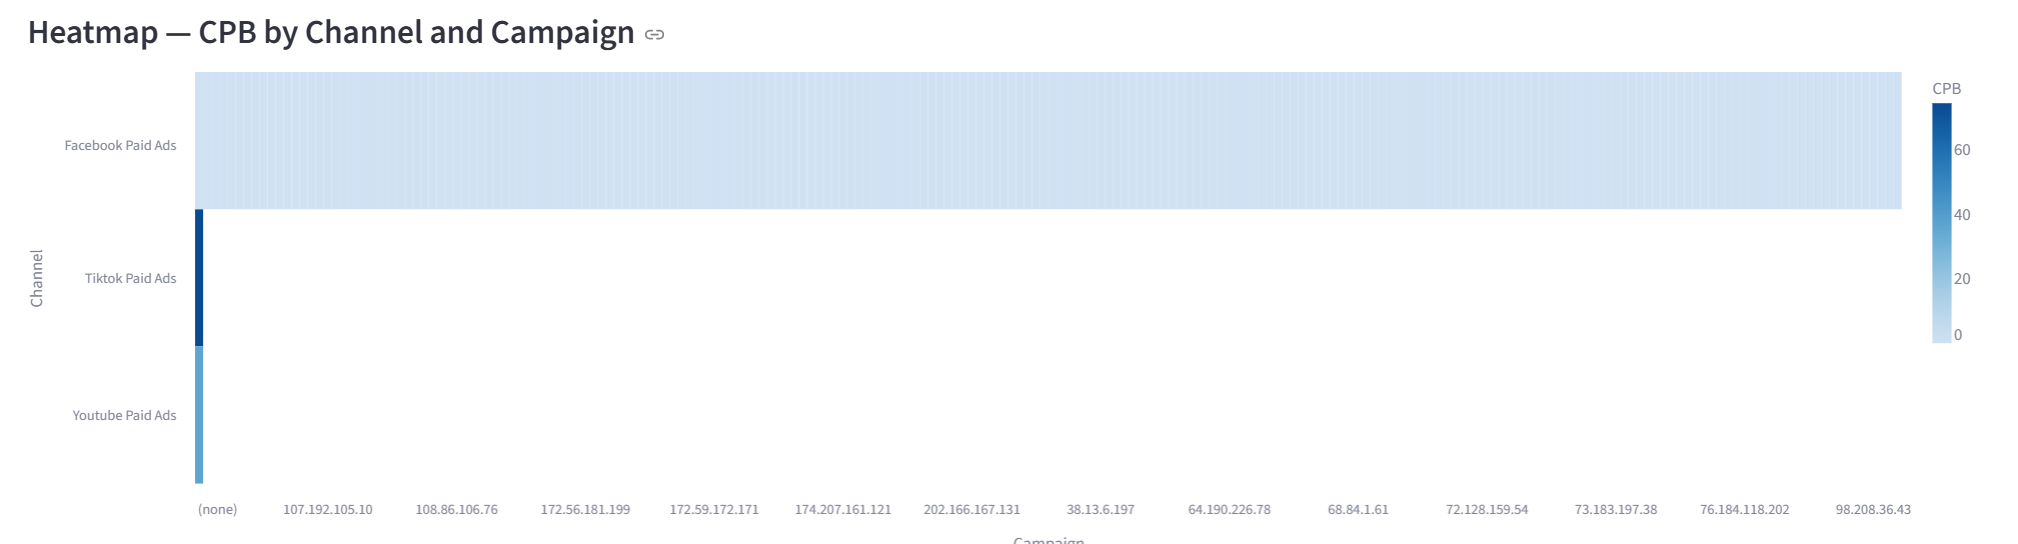 Heatmap — CPB by Channel and Campaign
CPB
Facebook Paid Ads
60
40
Channel
Tiktok Paid Ads
20
0
Youtube Paid Ads
(none) 107.192.105.10 108.86.106.76 172.56.181.199 172.59.172.171 174.207.161.121 202.166.167.131 38.13.6.197 64.190.226.78 68.84.1.61 72.128.159.54 73.183.197.38 76.184.118.202 98.208.36.43
Campaign